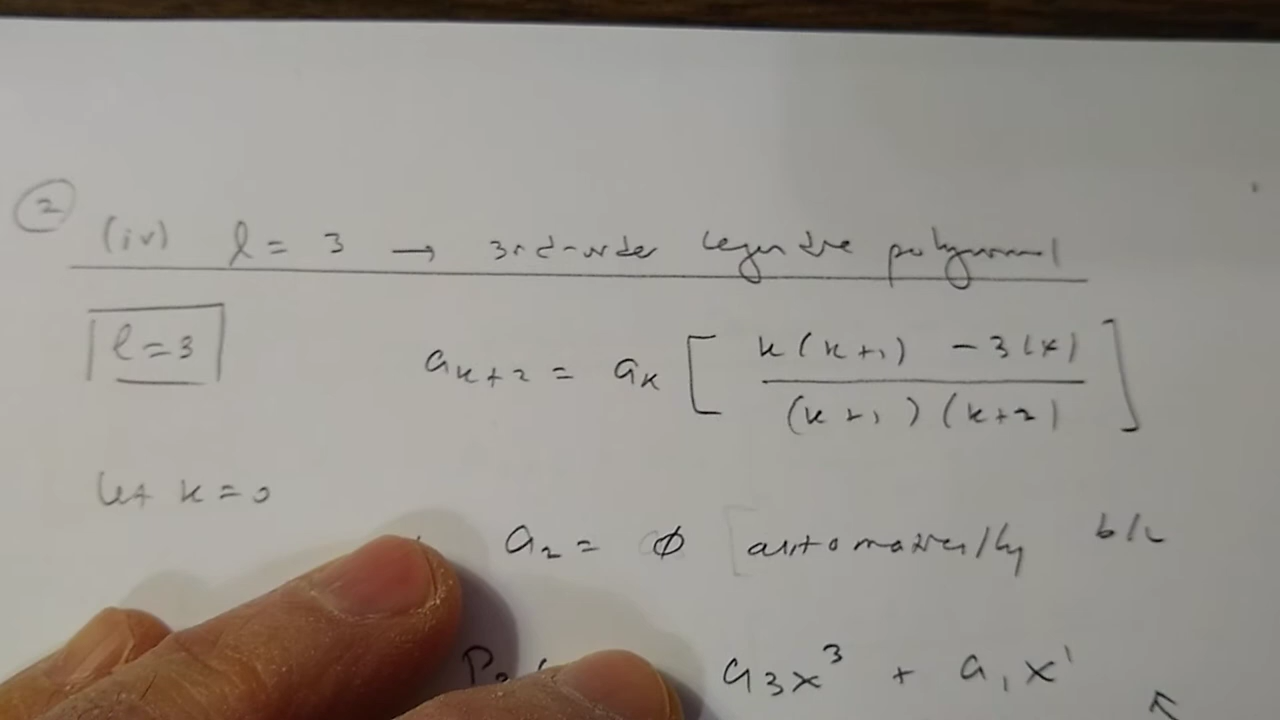 ②
(iv) l = 3 → 3rd-order legendre polynomial
l=3
a_{k+2} = a_k [ (k(k+1) - 3(4)) / ((k+1)(k+2)) ]
let k=0
a_2 = ϕ [automatically b/c
a_3x^3 + a_1x^1